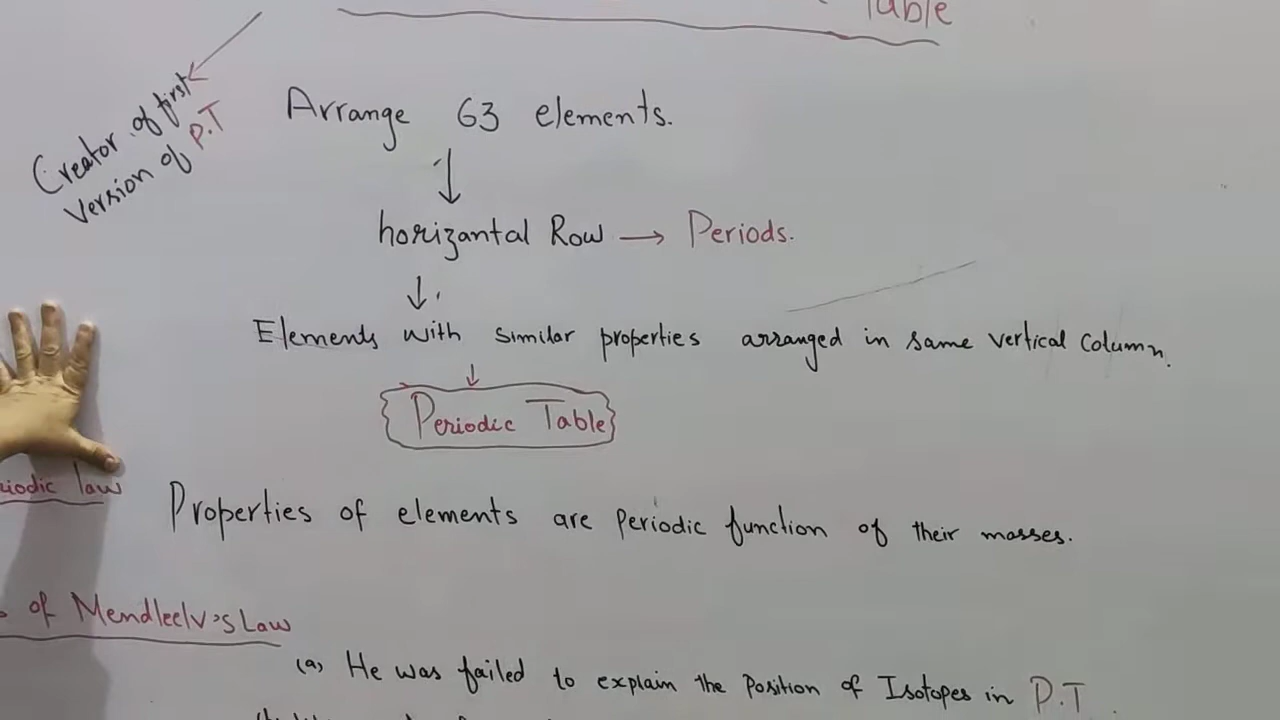 Table
Creator of first
Version of P.T
Arrange 63 elements.
horizantal Row → Periods.
Elements with similar properties arranged in same vertical column.
Periodic Table
riodic law
Properties of elements are periodic function of their masses.
of Mendleelv's Law
(a) He was failed to explain the position of Isotopes in P.T.